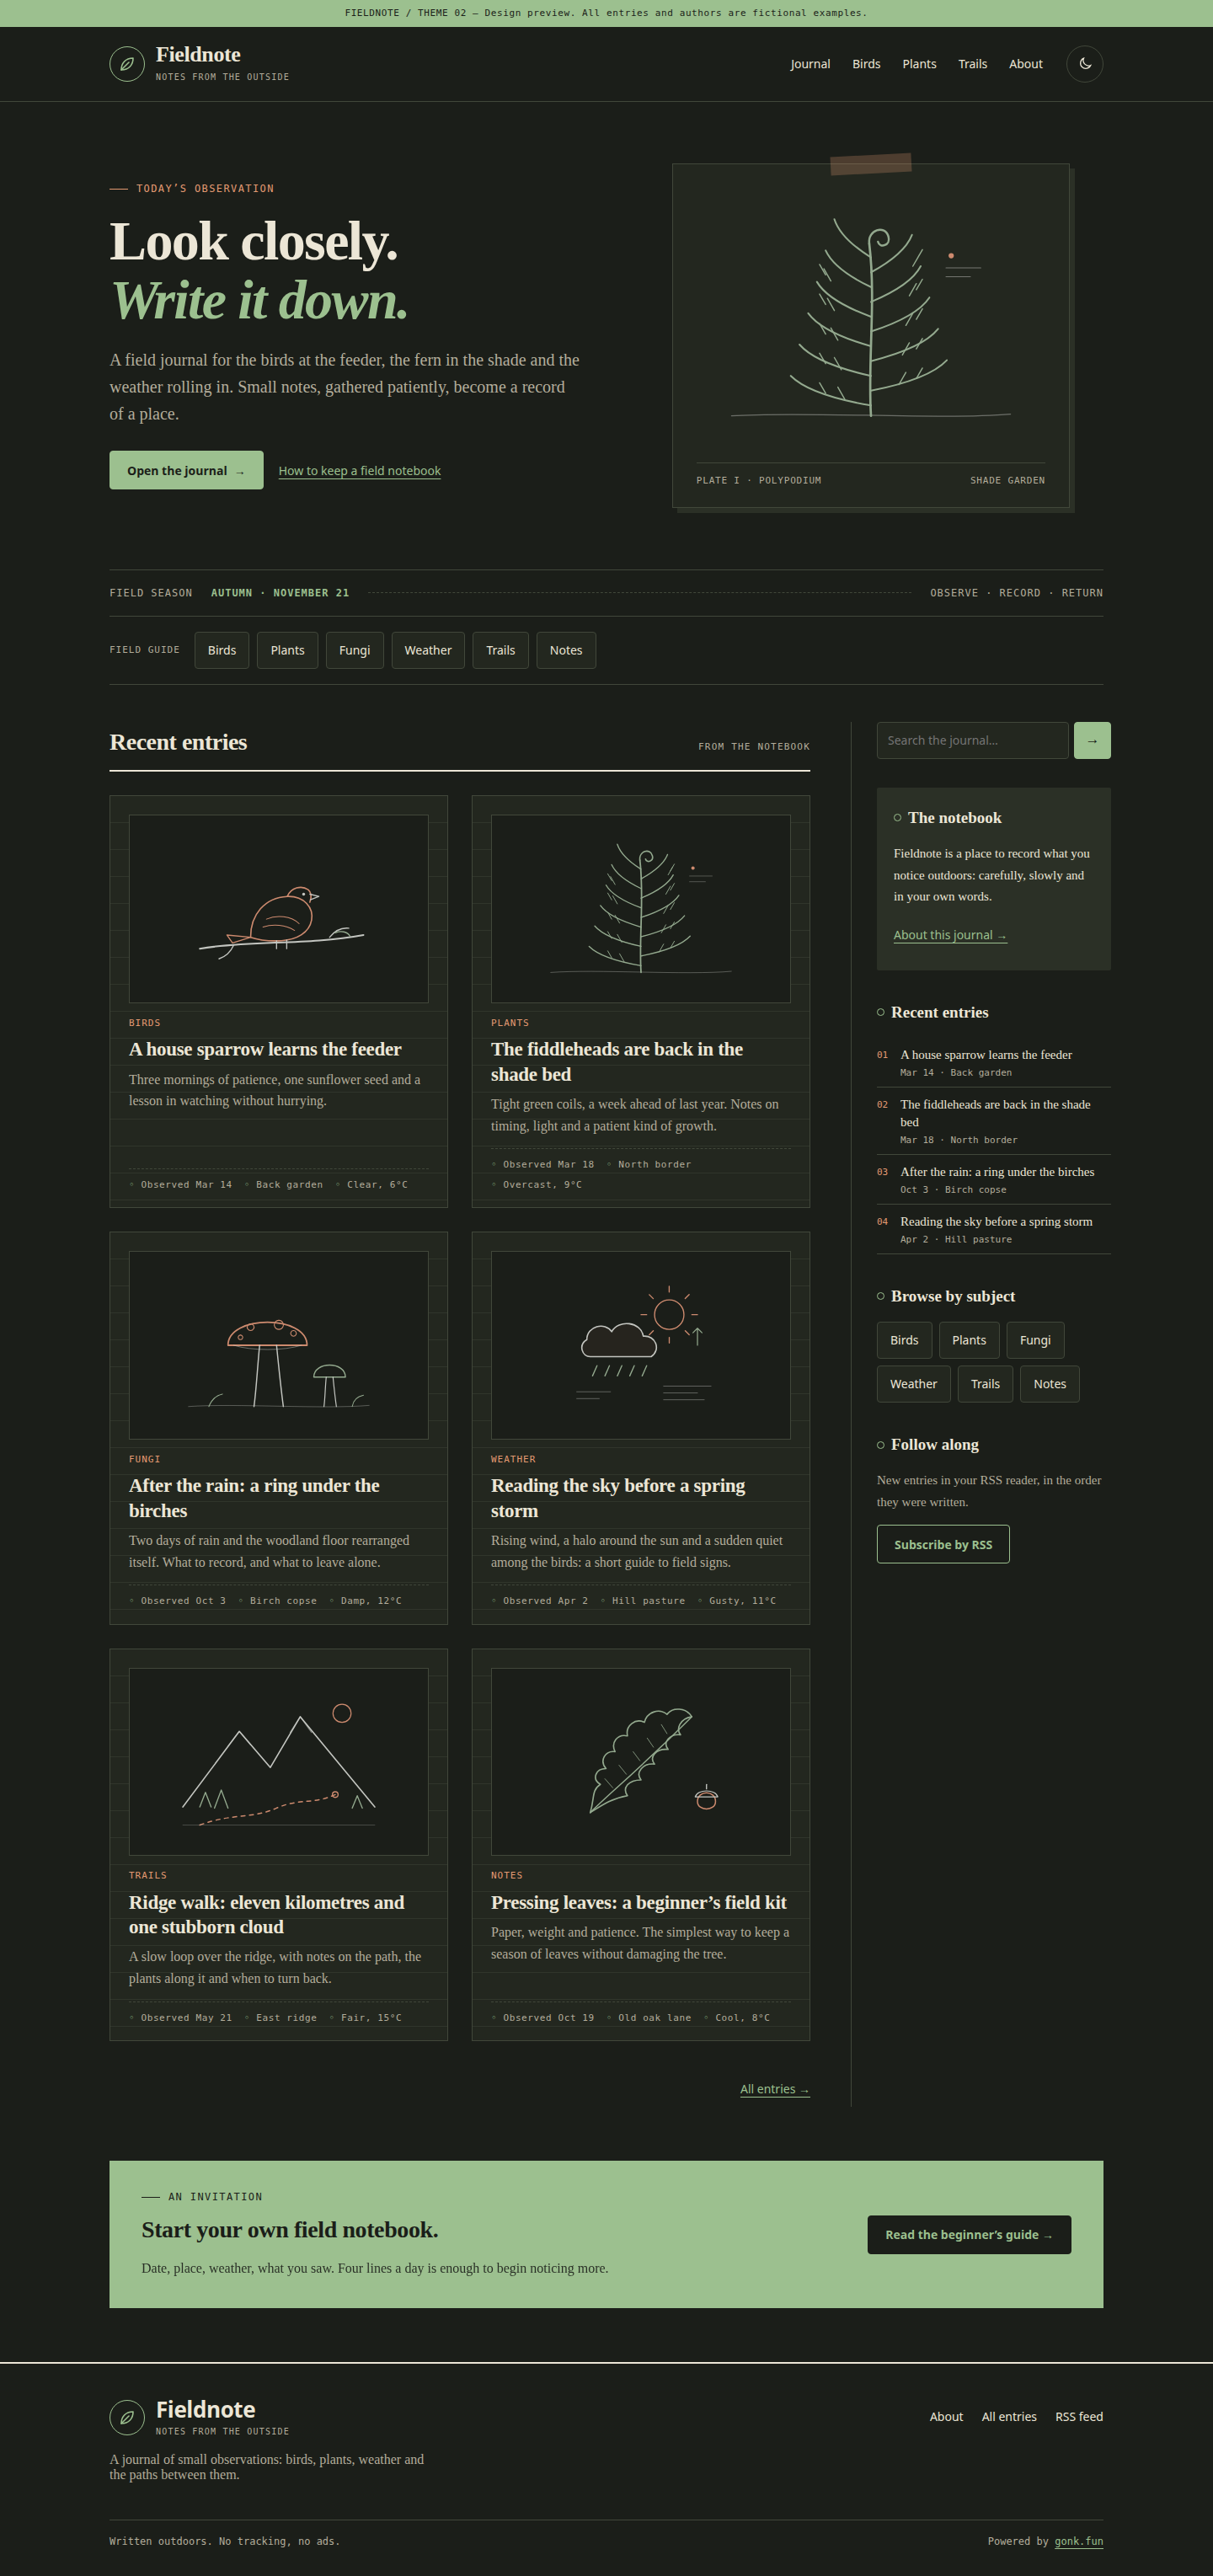 FIELDNOTE / THEME 02 — Design preview. All entries and authors are fictional examples.
Fieldnote
NOTES FROM THE OUTSIDE
Journal
Birds
Plants
Trails
About
TODAY’S OBSERVATION
Look closely.
Write it down.
A field journal for the birds at the feeder, the fern in the shade and the
weather rolling in. Small notes, gathered patiently, become a record
of a place.
Open the journal →
How to keep a field notebook
PLATE I · POLYPODIUM
SHADE GARDEN
FIELD SEASON
AUTUMN · NOVEMBER 21
OBSERVE · RECORD · RETURN
FIELD GUIDE
Birds
Plants
Fungi
Weather
Trails
Notes
Recent entries
FROM THE NOTEBOOK
BIRDS
A house sparrow learns the feeder
Three mornings of patience, one sunflower seed and a
lesson in watching without hurrying.
◦ Observed Mar 14 ◦ Back garden ◦ Clear, 6°C
PLANTS
The fiddleheads are back in the
shade bed
Tight green coils, a week ahead of last year. Notes on
timing, light and a patient kind of growth.
◦ Observed Mar 18 ◦ North border
◦ Overcast, 9°C
FUNGI
After the rain: a ring under the
birches
Two days of rain and the woodland floor rearranged
itself. What to record, and what to leave alone.
◦ Observed Oct 3 ◦ Birch copse ◦ Damp, 12°C
WEATHER
Reading the sky before a spring
storm
Rising wind, a halo around the sun and a sudden quiet
among the birds: a short guide to field signs.
◦ Observed Apr 2 ◦ Hill pasture ◦ Gusty, 11°C
TRAILS
Ridge walk: eleven kilometres and
one stubborn cloud
A slow loop over the ridge, with notes on the path, the
plants along it and when to turn back.
◦ Observed May 21 ◦ East ridge ◦ Fair, 15°C
NOTES
Pressing leaves: a beginner’s field kit
Paper, weight and patience. The simplest way to keep a
season of leaves without damaging the tree.
◦ Observed Oct 19 ◦ Old oak lane ◦ Cool, 8°C
All entries →
Search the journal…
→
The notebook
Fieldnote is a place to record what you
notice outdoors: carefully, slowly and
in your own words.
About this journal →
Recent entries
01 A house sparrow learns the feeder
Mar 14 · Back garden
02 The fiddleheads are back in the shade
bed
Mar 18 · North border
03 After the rain: a ring under the birches
Oct 3 · Birch copse
04 Reading the sky before a spring storm
Apr 2 · Hill pasture
Browse by subject
Birds
Plants
Fungi
Weather
Trails
Notes
Follow along
New entries in your RSS reader, in the order
they were written.
Subscribe by RSS
AN INVITATION
Start your own field notebook.
Date, place, weather, what you saw. Four lines a day is enough to begin noticing more.
Read the beginner’s guide →
Fieldnote
NOTES FROM THE OUTSIDE
A journal of small observations: birds, plants, weather and
the paths between them.
About
All entries
RSS feed
Written outdoors. No tracking, no ads.
Powered by gonk.fun